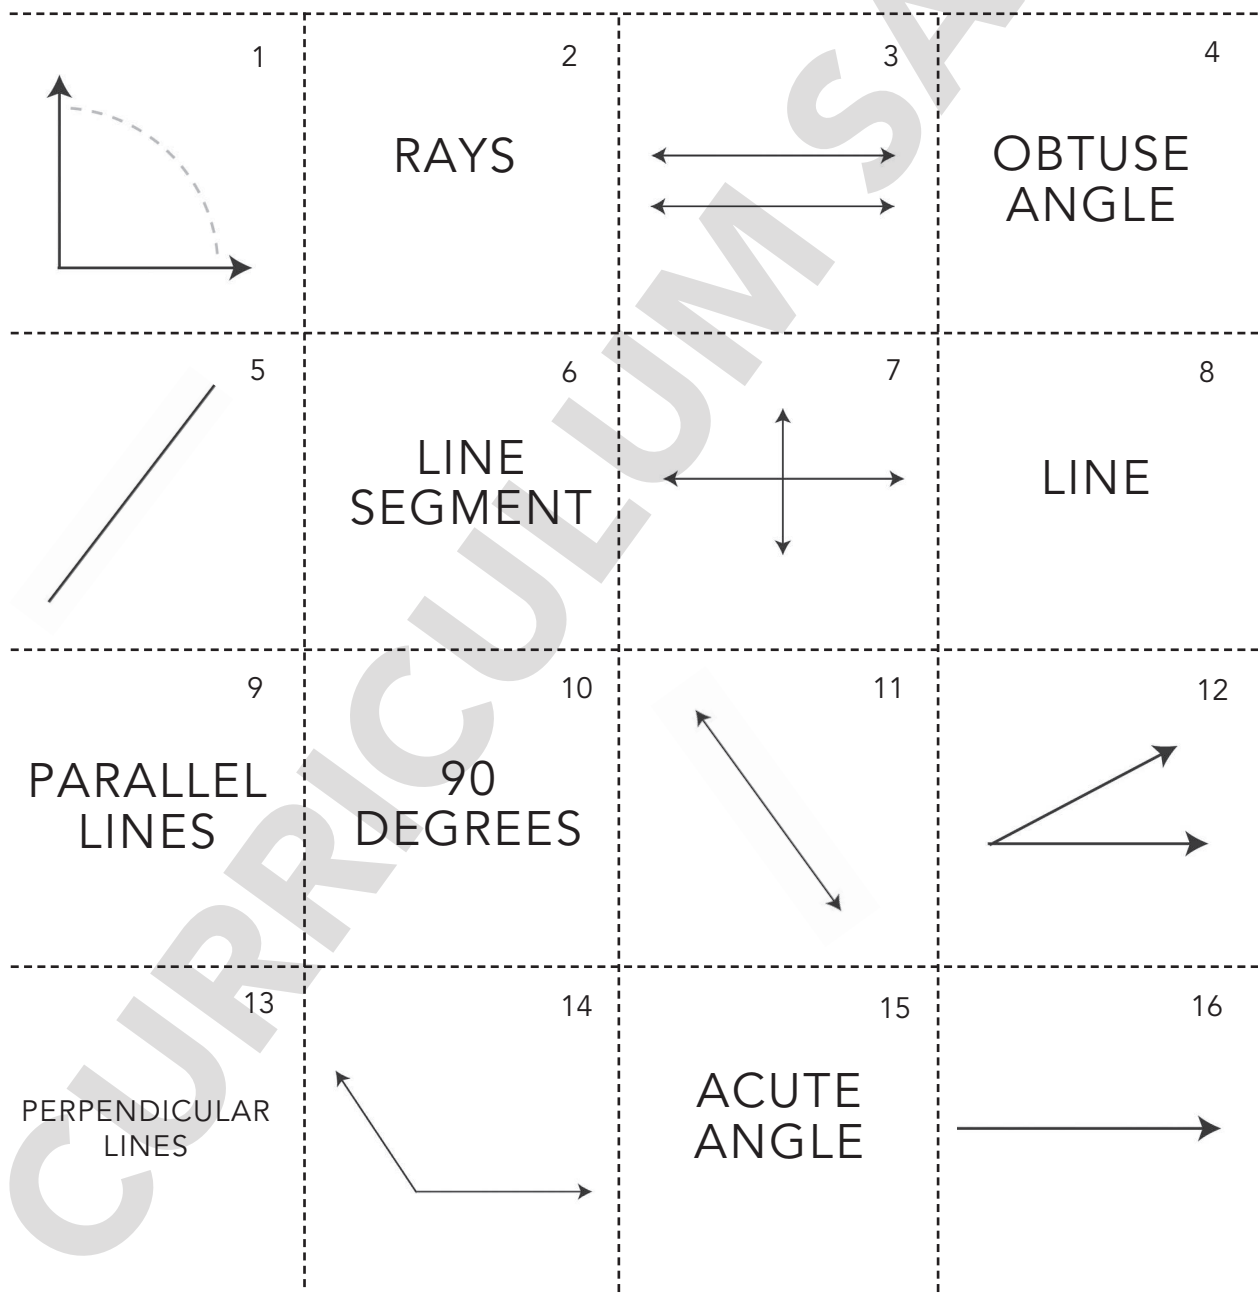 1
2
RAYS
3
4
OBTUSE
ANGLE
5
6
LINE
SEGMENT
7
8
LINE
9
PARALLEL
LINES
10
90
DEGREES
11
12
13
PERPENDICULAR
LINES
14
15
ACUTE
ANGLE
16
CURRICULUM